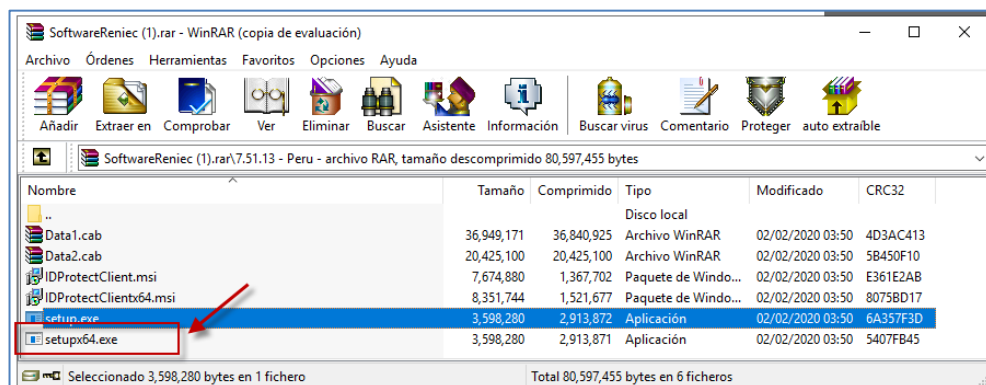 SoftwareReniec (1).rar - WinRAR (copia de evaluación)
Archivo Órdenes Herramientas Favoritos Opciones Ayuda
Añadir Extraer en Comprobar Ver Eliminar Buscar Asistente Información Buscar virus Comentario Proteger auto extraíble
SoftwareReniec (1).rar\7.51.13 - Peru - archivo RAR, tamaño descomprimido 80,597,455 bytes
Nombre Tamaño Comprimido Tipo Modificado CRC32
.. Disco local
Data1.cab 36,949,171 36,840,925 Archivo WinRAR 02/02/2020 03:50 4D3AC413
Data2.cab 20,425,100 20,425,100 Archivo WinRAR 02/02/2020 03:50 5B450F10
IDProtectClient.msi 7,674,880 1,367,702 Paquete de Windo... 02/02/2020 03:50 E361E2AB
IDProtectClientx64.msi 8,351,744 1,521,677 Paquete de Windo... 02/02/2020 03:50 8075BD17
setup.exe 3,598,280 2,913,872 Aplicación 02/02/2020 03:50 6A357F3D
setupx64.exe 3,598,280 2,913,871 Aplicación 02/02/2020 03:50 5407FB45
Seleccionado 3,598,280 bytes en 1 fichero Total 80,597,455 bytes en 6 ficheros